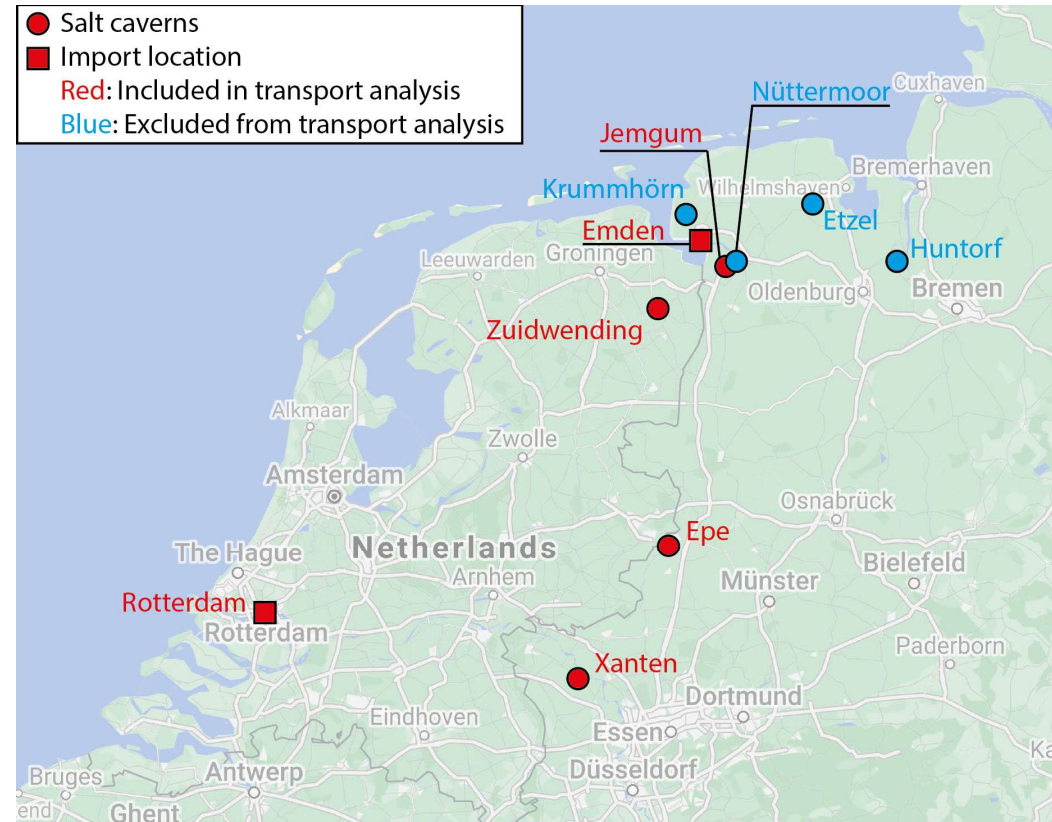 Salt caverns
Import location
Red: Included in transport analysis
Blue: Excluded from transport analysis
Nüttermoor
Cuxhaven
Jemgum
Bremerhaven
Krummhörn
Wilhelmshaven
Etzel
Emden
Leeuwarden
Groningen
Huntorf
Oldenburg
Bremen
Zuidwending
Alkmaar
Zwolle
Amsterdam
Osnabrück
Epe
The Hague
Netherlands
Bielefeld
Arnhem
Münster
Rotterdam
Rotterdam
Paderborn
Xanten
Dortmund
Eindhoven
Essen
Bruges
Antwerp
Düsseldorf
Ghent